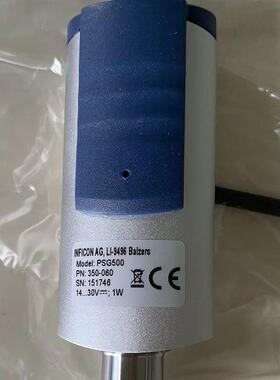 INFICON AG, LI-9496 Balzers
Model: PSG500
PN: 350-060
SN: 151746
14...30V⎓; 1W
CE